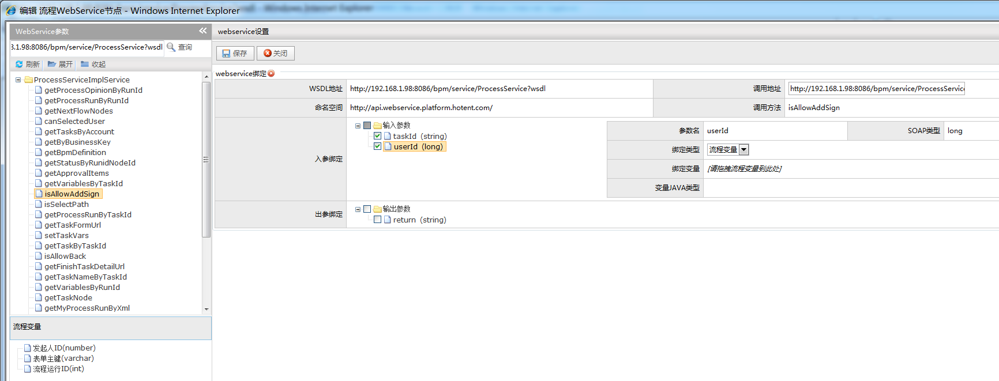 编辑 流程WebService节点 - Windows Internet Explorer
WebService参数
3.1.98:8086/bpm/service/ProcessService?wsdl 查询
刷新 展开 收起
ProcessServiceImplService
getProcessOpinionByRunId
getProcessRunByRunId
getNextFlowNodes
canSelectedUser
getTasksByAccount
getByBusinessKey
getBpmDefinition
getStatusByRunidNodeId
getApprovalItems
getVariablesByTaskId
isAllowAddSign
isSelectPath
getProcessRunByTaskId
getTaskFormUrl
setTaskVars
getTaskByTaskId
isAllowBack
getFinishTaskDetailUrl
getTaskNameByTaskId
getVariablesByRunId
getTaskNode
getMyProcessRunByXml
流程变量
发起人ID(number)
表单主键(varchar)
流程运行ID(int)
webservice设置
保存 关闭
webservice绑定
WSDL地址 http://192.168.1.98:8086/bpm/service/ProcessService?wsdl 调用地址 http://192.168.1.98:8086/bpm/service/ProcessServic
命名空间 http://api.webservice.platform.hotent.com/ 调用方法 isAllowAddSign
入参绑定
输入参数
taskId (string)
userId (long)
参数名 userId SOAP类型 long
绑定类型 流程变量
绑定变量 [请拖拽流程变量到此处]
变量JAVA类型
出参绑定
输出参数
return (string)